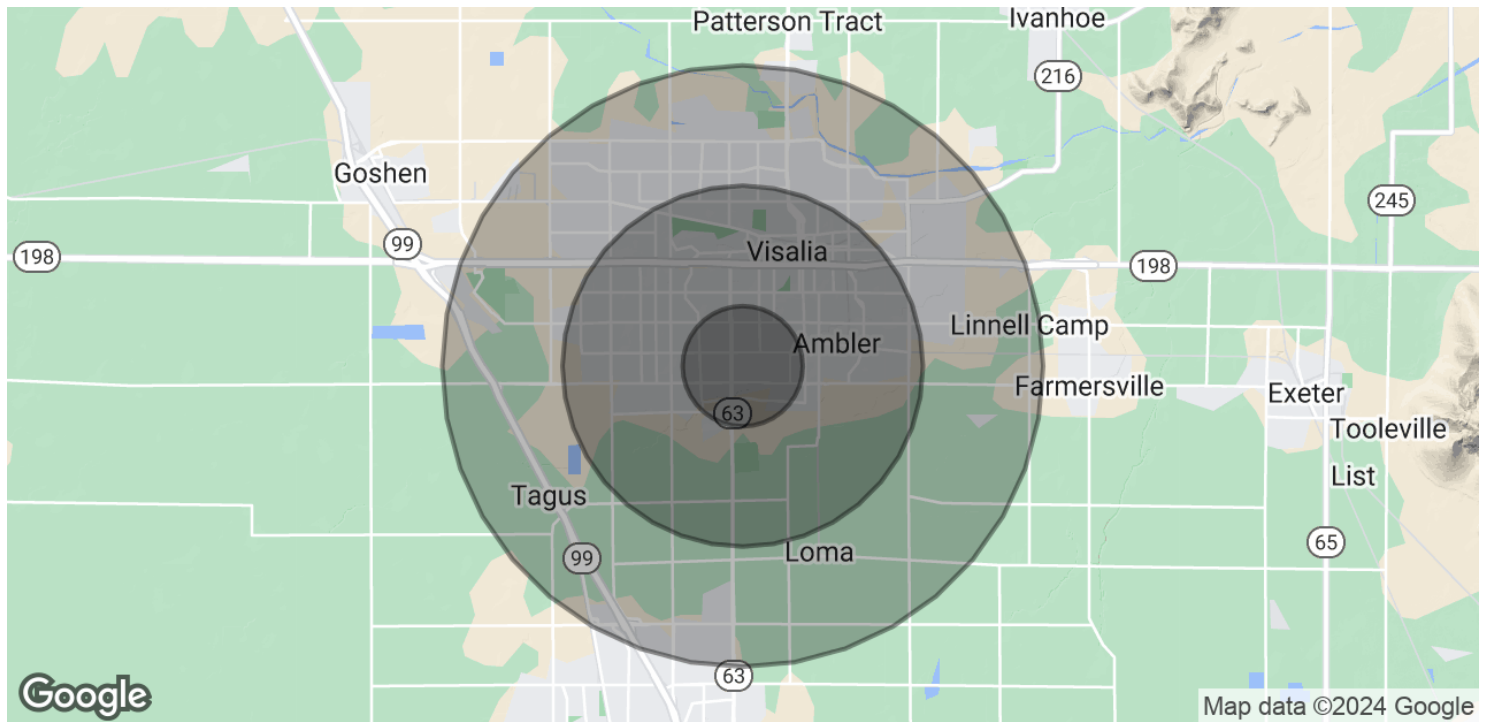 Patterson Tract
Ivanhoe
216
Goshen
245
99
Visalia
198
198
Linnell Camp
Ambler
Farmersville
Exeter
63
Tooleville
List
Tagus
65
Loma
99
63
Google
Map data ©2024 Google